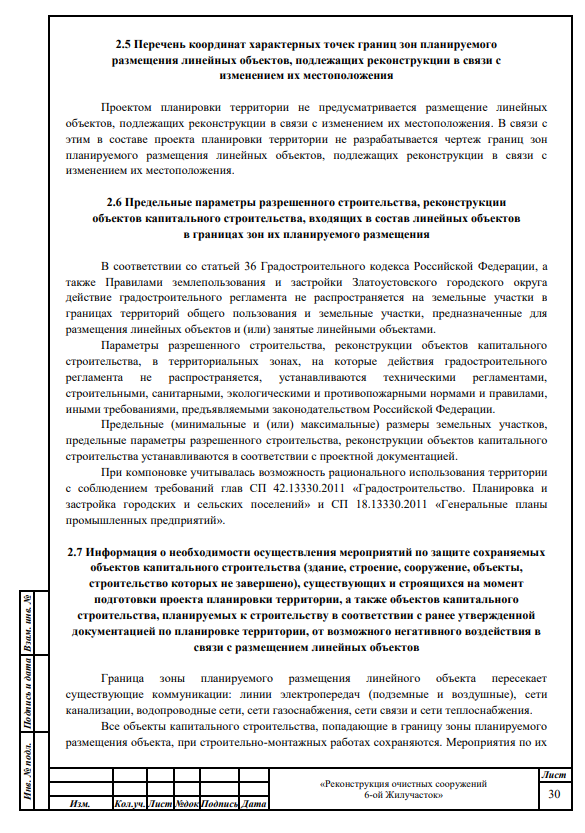 2.5 Перечень координат характерных точек границ зон планируемого
размещения линейных объектов, подлежащих реконструкции в связи с
изменением их местоположения
Проектом планировки территории не предусматривается размещение линейных
объектов, подлежащих реконструкции в связи с изменением их местоположения. В связи с
этим в составе проекта планировки территории не разрабатывается чертеж границ зон
планируемого размещения линейных объектов, подлежащих реконструкции в связи с
изменением их местоположения.
2.6 Предельные параметры разрешенного строительства, реконструкции
объектов капитального строительства, входящих в состав линейных объектов
в границах зон их планируемого размещения
В соответствии со статьей 36 Градостроительного кодекса Российской Федерации, а
также Правилами землепользования и застройки Златоустовского городского округа
действие градостроительного регламента не распространяется на земельные участки в
границах территорий общего пользования и земельные участки, предназначенные для
размещения линейных объектов и (или) занятые линейными объектами.
Параметры разрешенного строительства, реконструкции объектов капитального
строительства, в территориальных зонах, на которые действия градостроительного
регламента не распространяется, устанавливаются техническими регламентами,
строительными, санитарными, экологическими и противопожарными нормами и правилами,
иными требованиями, предъявляемыми законодательством Российской Федерации.
Предельные (минимальные и (или) максимальные) размеры земельных участков,
предельные параметры разрешенного строительства, реконструкции объектов капитального
строительства устанавливаются в соответствии с проектной документацией.
При компоновке учитывалась возможность рационального использования территории
с соблюдением требований глав СП 42.13330.2011 «Градостроительство. Планировка и
застройка городских и сельских поселений» и СП 18.13330.2011 «Генеральные планы
промышленных предприятий».
2.7 Информация о необходимости осуществления мероприятий по защите сохраняемых
объектов капитального строительства (здание, строение, сооружение, объекты,
строительство которых не завершено), существующих и строящихся на момент
подготовки проекта планировки территории, а также объектов капитального
строительства, планируемых к строительству в соответствии с ранее утвержденной
документацией по планировке территории, от возможного негативного воздействия в
связи с размещением линейных объектов
Граница зоны планируемого размещения линейного объекта пересекает
существующие коммуникации: линии электропередач (подземные и воздушные), сети
канализации, водопроводные сети, сети газоснабжения, сети связи и сети теплоснабжения.
Все объекты капитального строительства, попадающие в границу зоны планируемого
размещения объекта, при строительно-монтажных работах сохраняются. Мероприятия по их
Взам. инв. №
Подпись и дата
Инв. № подл.
Изм. Кол.уч. Лист №док Подпись Дата
«Реконструкция очистных сооружений
6-ой Жилучасток»
Лист
30